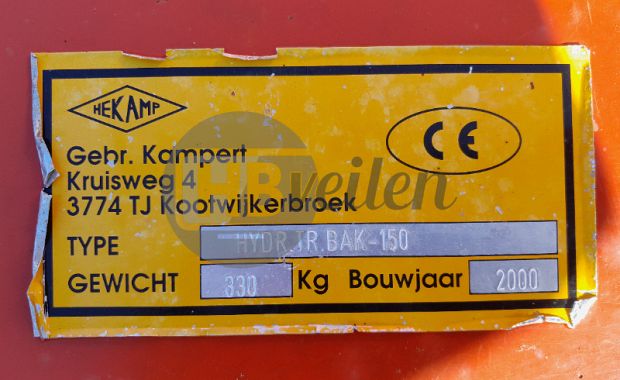 HEKAMP
CE
Gebr. Kampert
Kruisweg 4
3774 TJ Kootwijkerbroek
TYPE HYDR.TR.BAK-150
GEWICHT 330 Kg Bouwjaar 2000
HBveilen